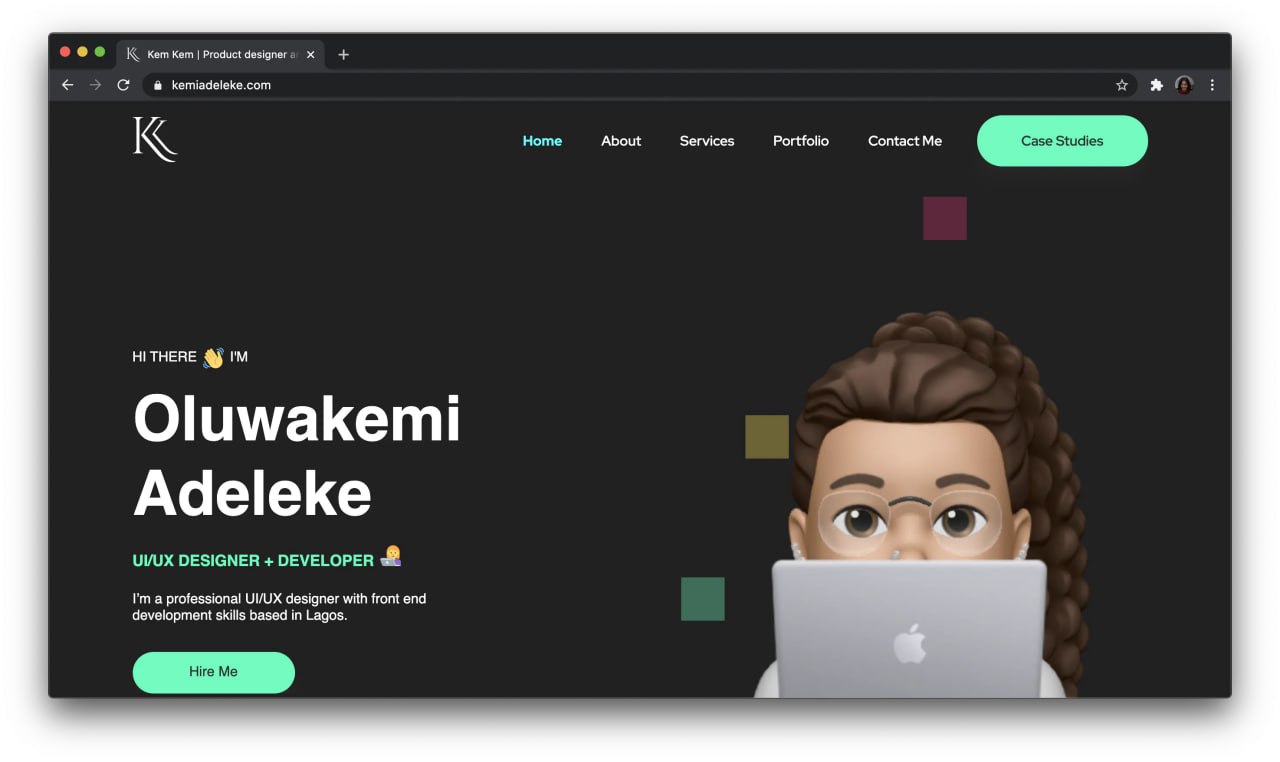 Kem Kem | Product designer a
kemiadeleke.com
K
Home About Services Portfolio Contact Me Case Studies
HI THERE 👋 I'M
Oluwakemi
Adeleke
UI/UX DESIGNER + DEVELOPER 👩‍💻
I'm a professional UI/UX designer with front end
development skills based in Lagos.
Hire Me